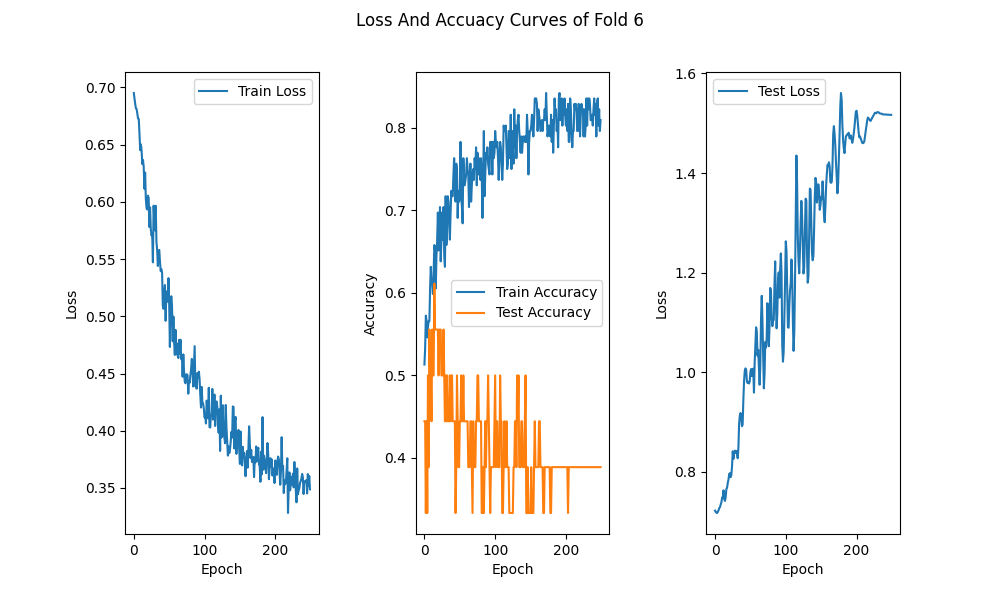 Loss And Accuacy Curves of Fold 6
Train Loss
0.70
0.65
0.60
0.55
0.50
0.45
0.40
0.35
Loss
0
100
200
Epoch
Train Accuracy
Test Accuracy
0.8
0.7
0.6
0.5
0.4
Accuracy
0
100
200
Epoch
Test Loss
1.6
1.4
1.2
1.0
0.8
Loss
0
100
200
Epoch